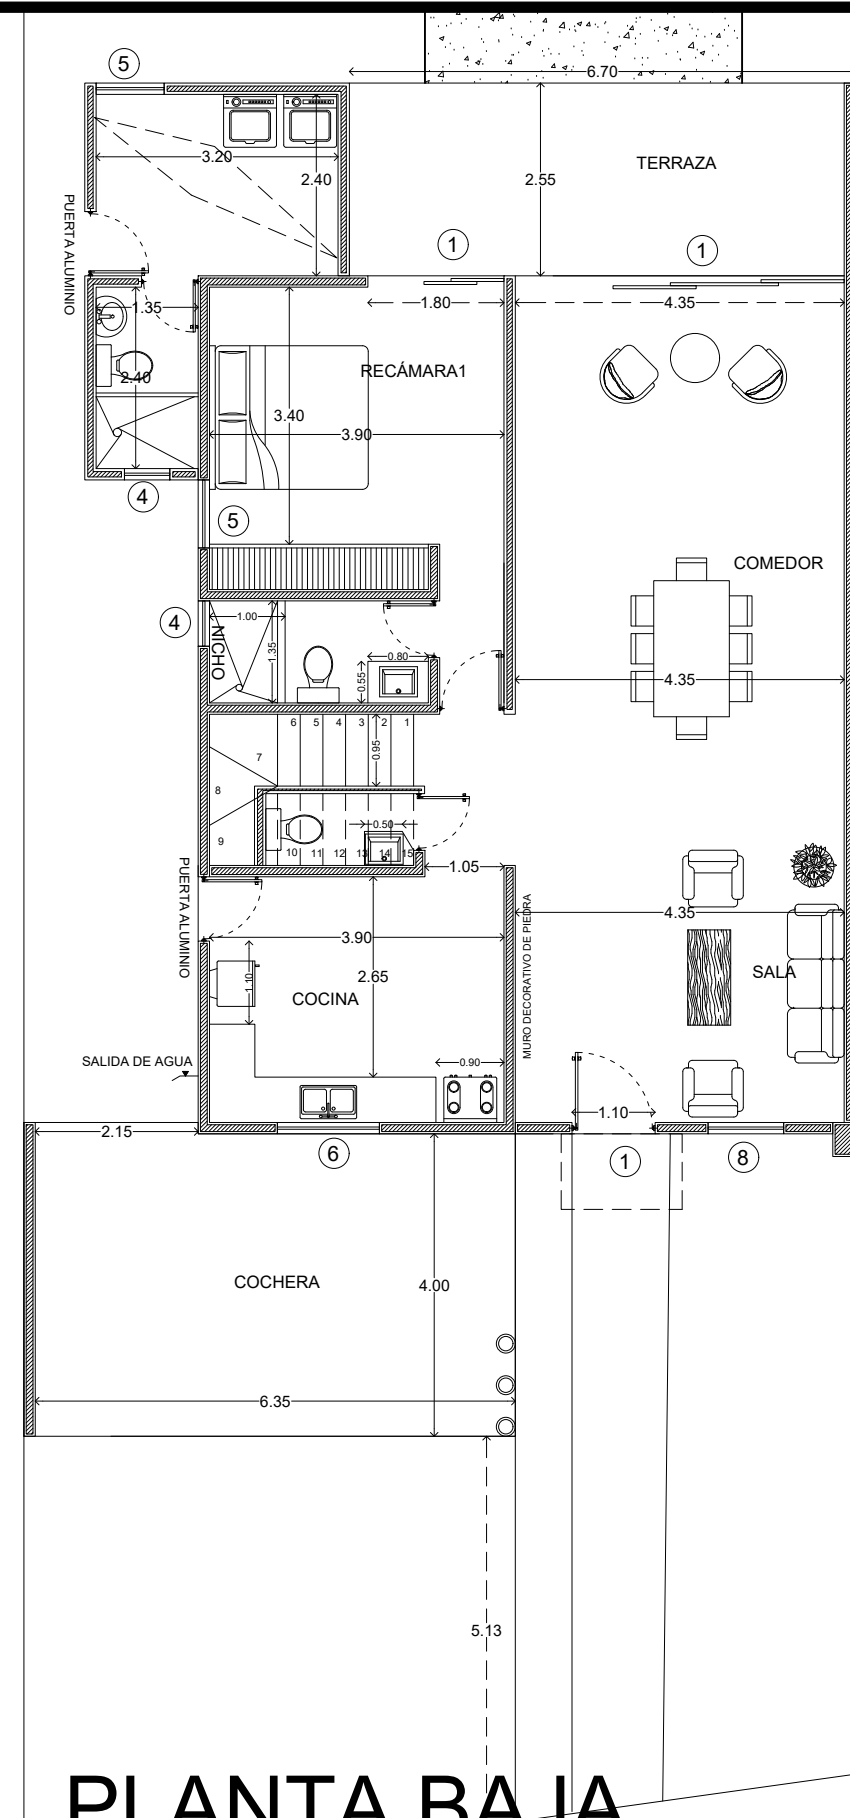 5
6.70
TERRAZA
3.20
2.40
2.55
PUERTA ALUMINIO
1
1
1.35
1.80
4.35
RECÁMARA1
2.40
3.40
3.90
4
5
COMEDOR
4
NICHO
1.00
1.35
0.80
0.55
4.35
6 5 4 3 2 1
0.95
7
8
9
0.50
10 11 12 13 14 15
1.05
PUERTA ALUMINIO
4.35
3.90
MURO DECORATIVO DE PIEDRA
1.10
2.65
COCINA
SALA
SALIDA DE AGUA
0.90
1.10
2.15
6
1
8
COCHERA
4.00
6.35
5.13
PLANTA BAJA